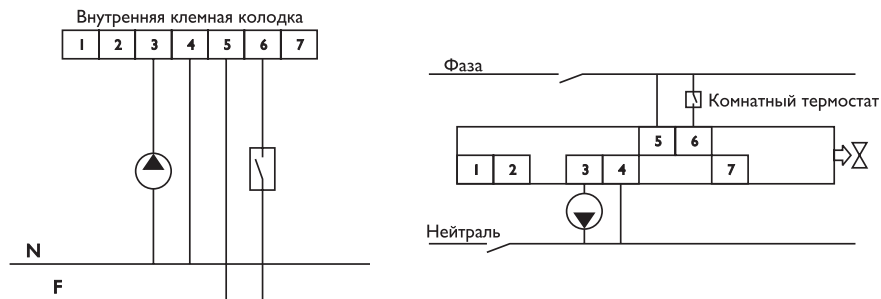 Внутренняя клемная колодка
1 2 3 4 5 6 7
N
F
Фаза
Комнатный термостат
5 6
1 2 3 4 7
Нейтраль